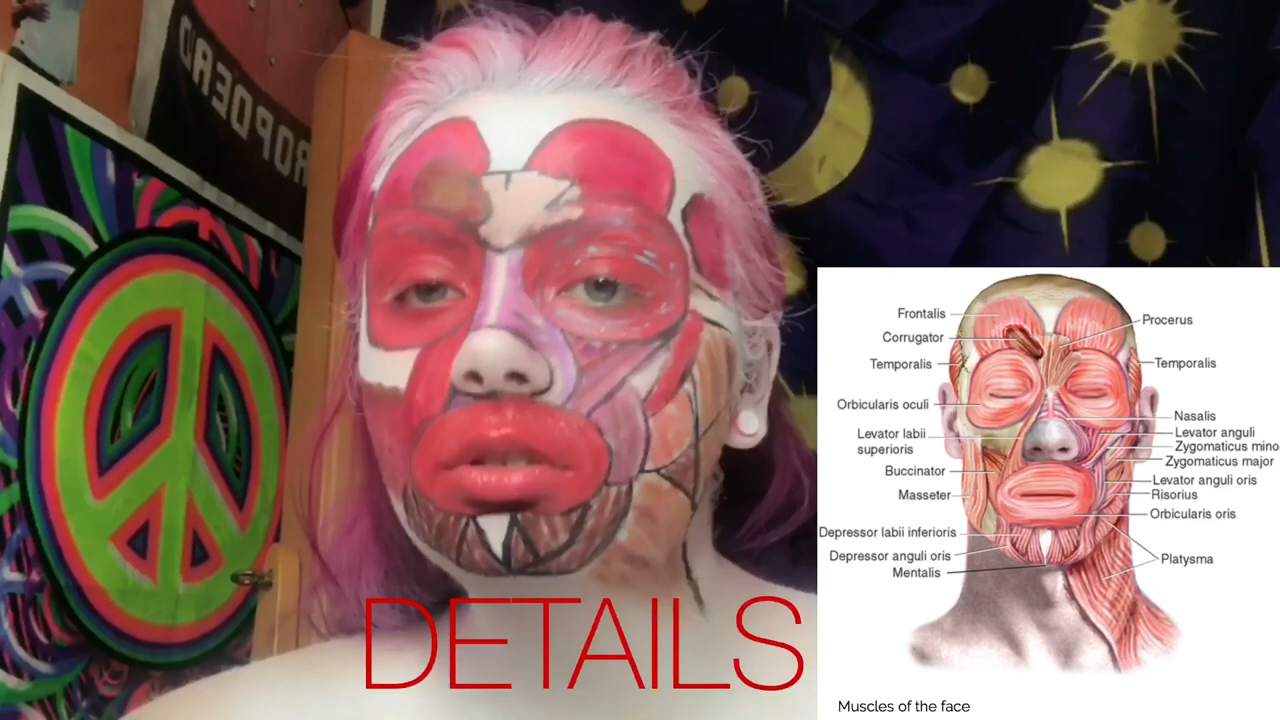 DROPDEAD
DETAILS
Frontalis
Corrugator
Temporalis
Orbicularis oculi
Levator labii
superioris
Buccinator
Masseter
Depressor labii inferioris
Depressor anguli oris
Mentalis
Procerus
Temporalis
Nasalis
Levator anguli
Zygomaticus mino
Zygomaticus major
Levator anguli oris
Risorius
Orbicularis oris
Platysma
Muscles of the face